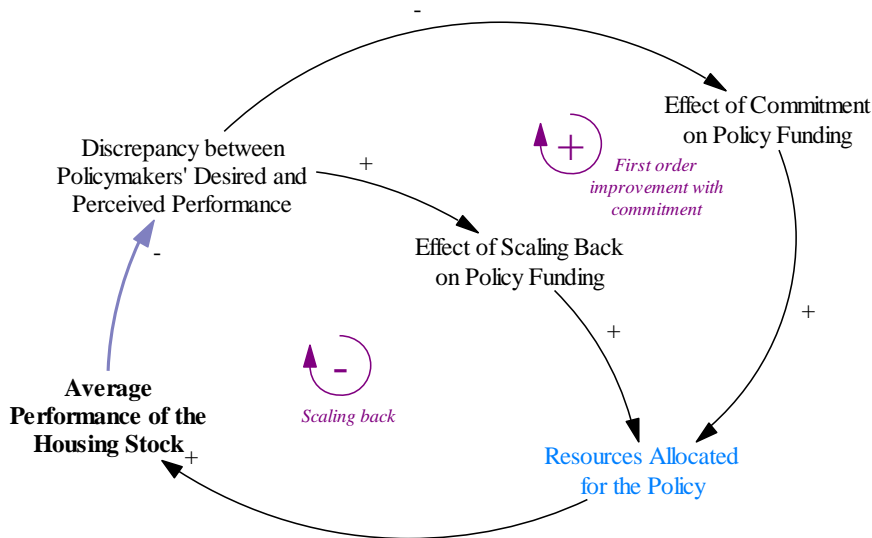 -
Effect of Commitment
on Policy Funding
Discrepancy between
Policymakers' Desired and
Perceived Performance
+
+
First order
improvement with
commitment
Effect of Scaling Back
on Policy Funding
-
+
+
-
Scaling back
Average
Performance of the
Housing Stock
+
Resources Allocated
for the Policy